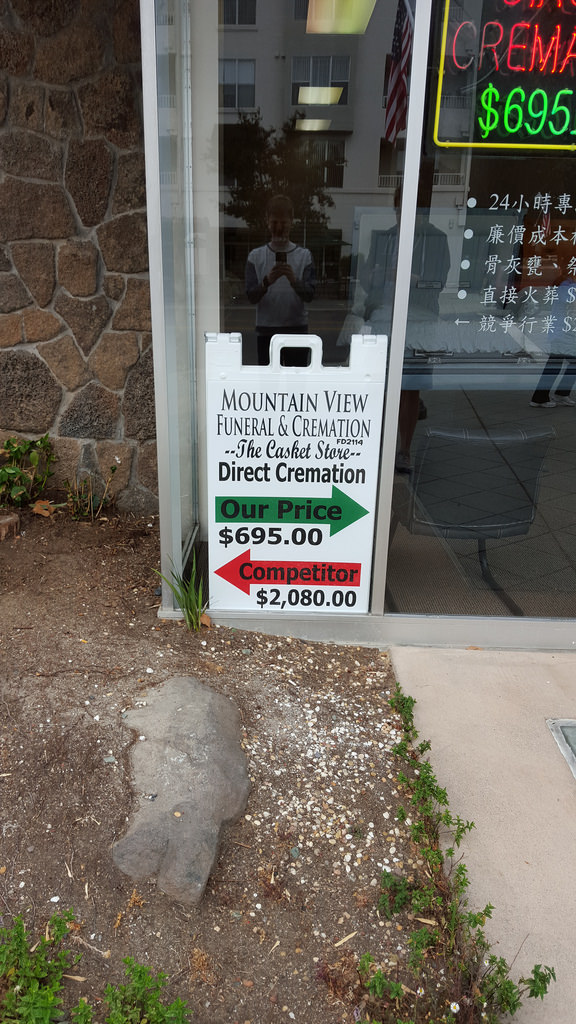 CREMA
$695.
24小時專
廉價成本
骨灰甕、祭
直接火葬 $
← 競爭行業 $
MOUNTAIN VIEW
FUNERAL & CREMATION
FD2114
--The Casket Store--
Direct Cremation
Our Price
$695.00
Competitor
$2,080.00